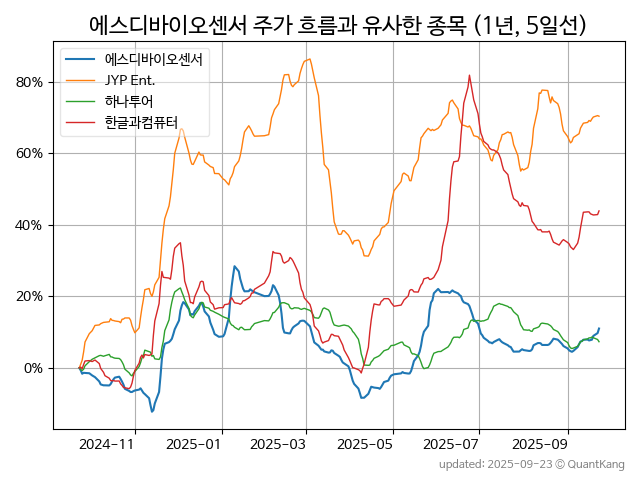 에스디바이오센서 주가 흐름과 유사한 종목 (1년, 5일선)
에스디바이오센서
JYP Ent.
하나투어
한글과컴퓨터
80%
60%
40%
20%
0%
2024-11
2025-01
2025-03
2025-05
2025-07
2025-09
updated: 2025-09-23 © QuantKang